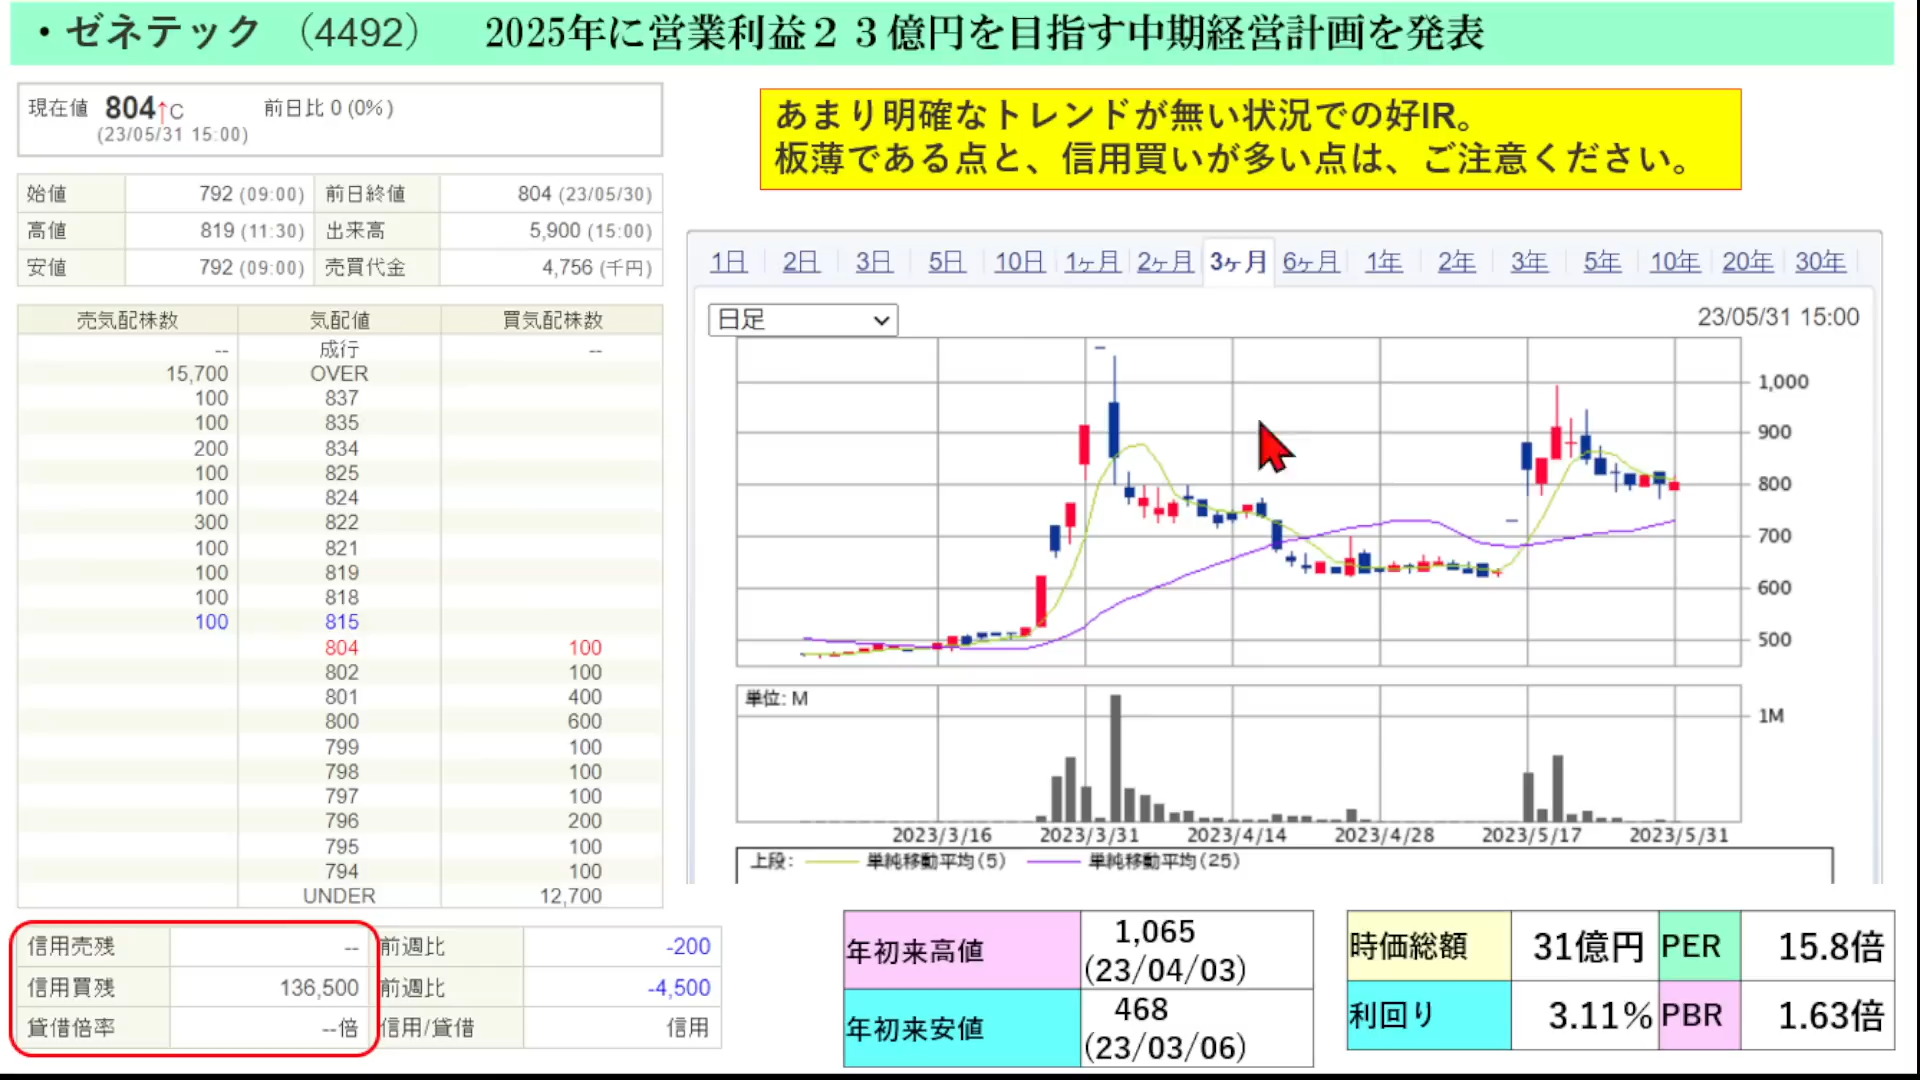 ・ゼネテック （4492）　2025年に営業利益２３億円を目指す中期経営計画を発表
現在値 804↑C 前日比 0 (0%)
(23/05/31 15:00)
あまり明確なトレンドが無い状況での好IR。
板薄である点と、信用買いが多い点は、ご注意ください。
始値 792 (09:00) 前日終値 804 (23/05/30)
高値 819 (11:30) 出来高 5,900 (15:00)
安値 792 (09:00) 売買代金 4,756 (千円)
売気配株数 気配値 買気配株数
-- 成行 --
15,700 OVER
100 837
100 835
200 834
100 825
100 824
300 822
100 821
100 819
100 818
100 815
804 100
802 100
801 400
800 600
799 100
798 100
797 100
796 200
795 100
794 100
UNDER 12,700
信用売残 -- 前週比 -200
信用買残 136,500 前週比 -4,500
貸借倍率 --倍 信用/貸借 信用
1日 2日 3日 5日 10日 1ヶ月 2ヶ月 3ヶ月 6ヶ月 1年 2年 3年 5年 10年 20年 30年
日足 23/05/31 15:00
1,000
900
800
700
600
500
単位: M
1M
2023/3/16 2023/3/31 2023/4/14 2023/4/28 2023/5/17 2023/5/31
上段: 単純移動平均(5) 単純移動平均(25)
年初来高値 1,065
(23/04/03)
年初来安値 468
(23/03/06)
時価総額 31億円 PER 15.8倍
利回り 3.11% PBR 1.63倍